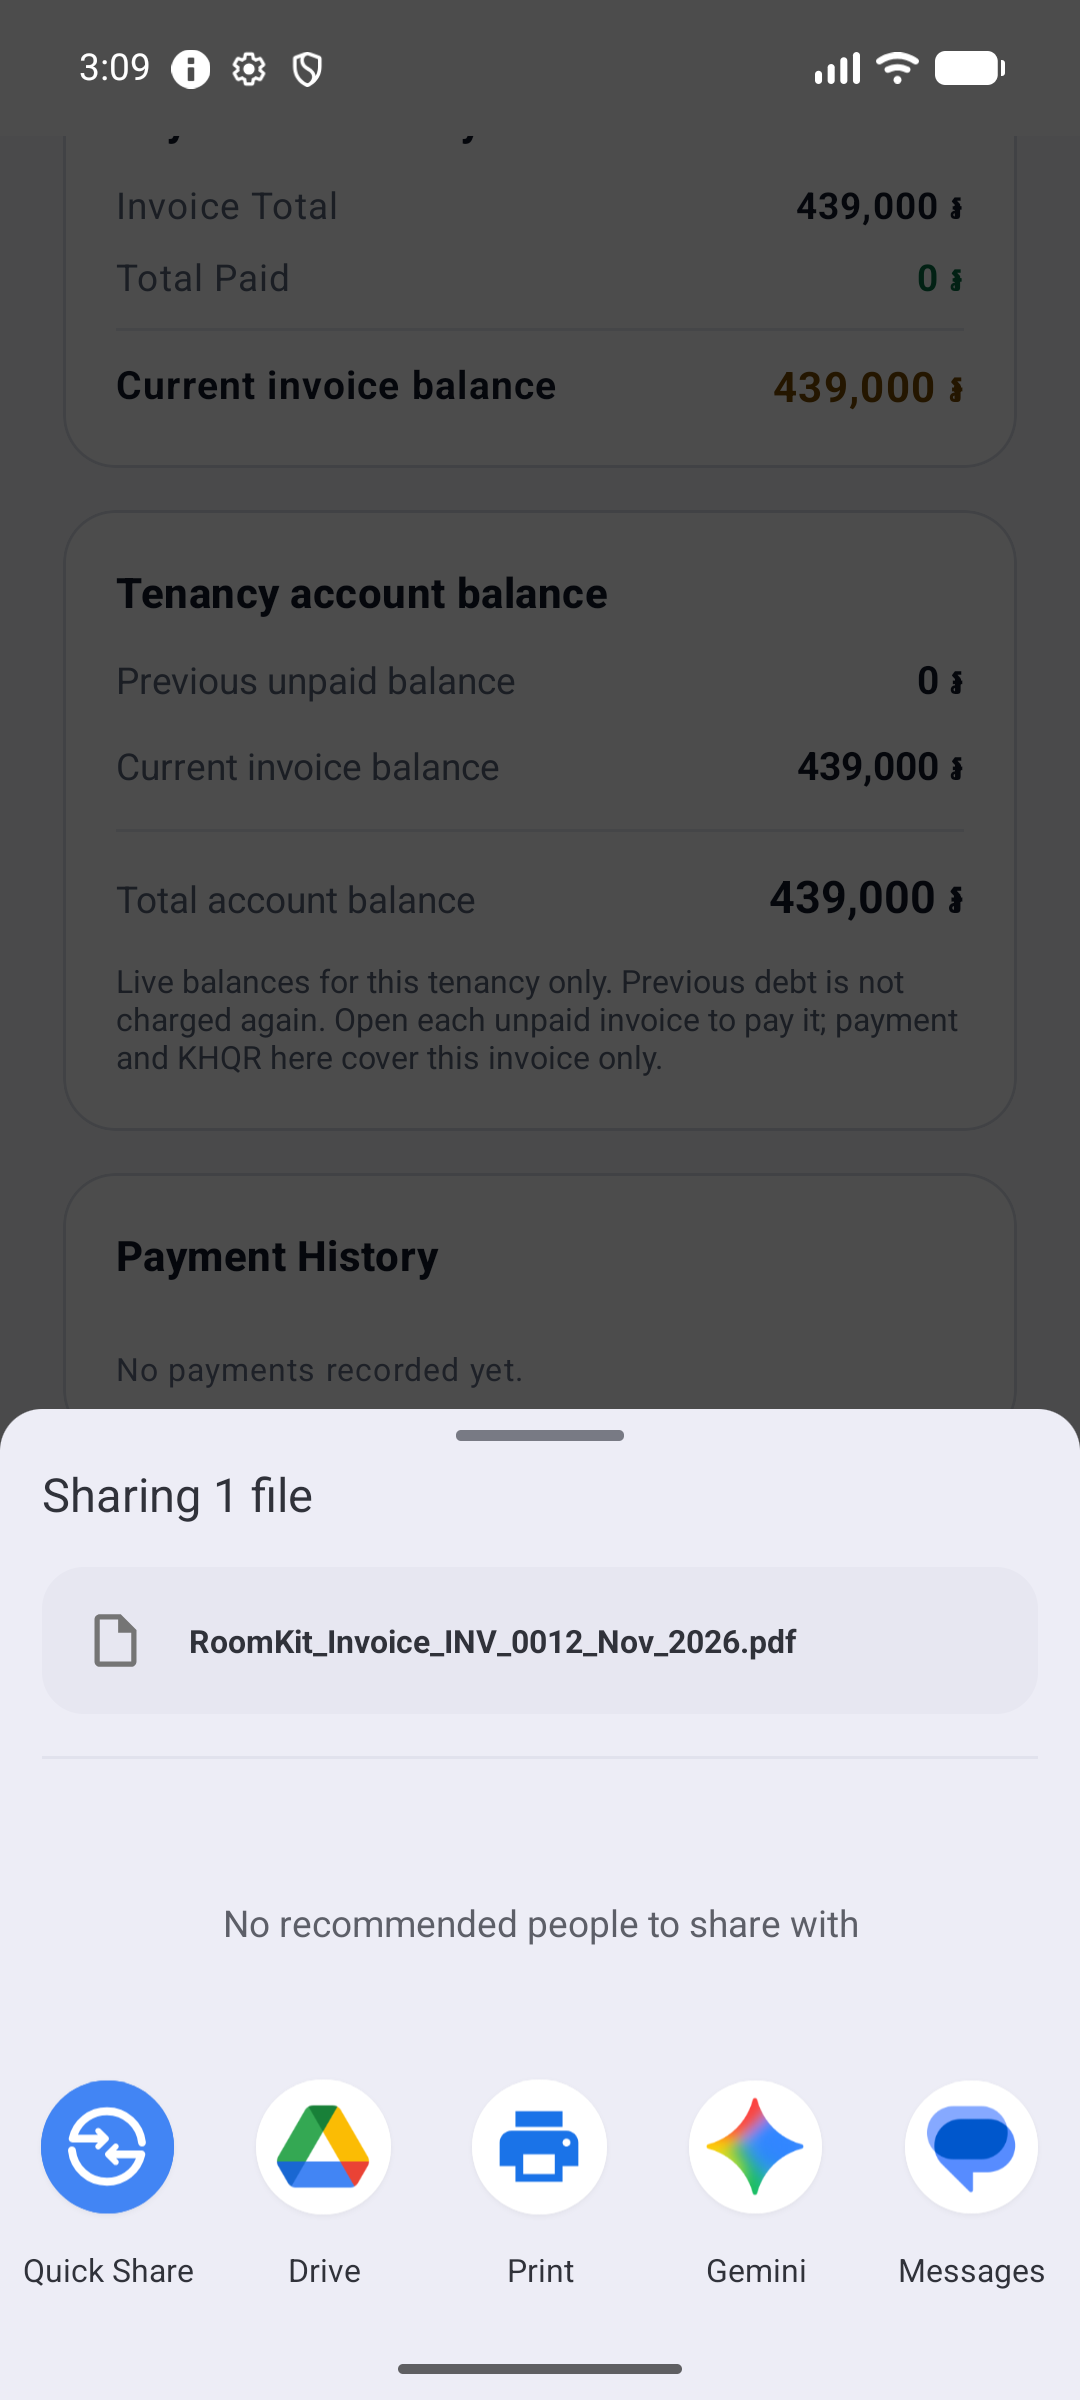 3:09
Invoice Total 439,000 ៛
Total Paid 0 ៛
Current invoice balance 439,000 ៛
Tenancy account balance
Previous unpaid balance 0 ៛
Current invoice balance 439,000 ៛
Total account balance 439,000 ៛
Live balances for this tenancy only. Previous debt is not
charged again. Open each unpaid invoice to pay it; payment
and KHQR here cover this invoice only.
Payment History
No payments recorded yet.
Sharing 1 file
RoomKit_Invoice_INV_0012_Nov_2026.pdf
No recommended people to share with
Quick Share Drive Print Gemini Messages